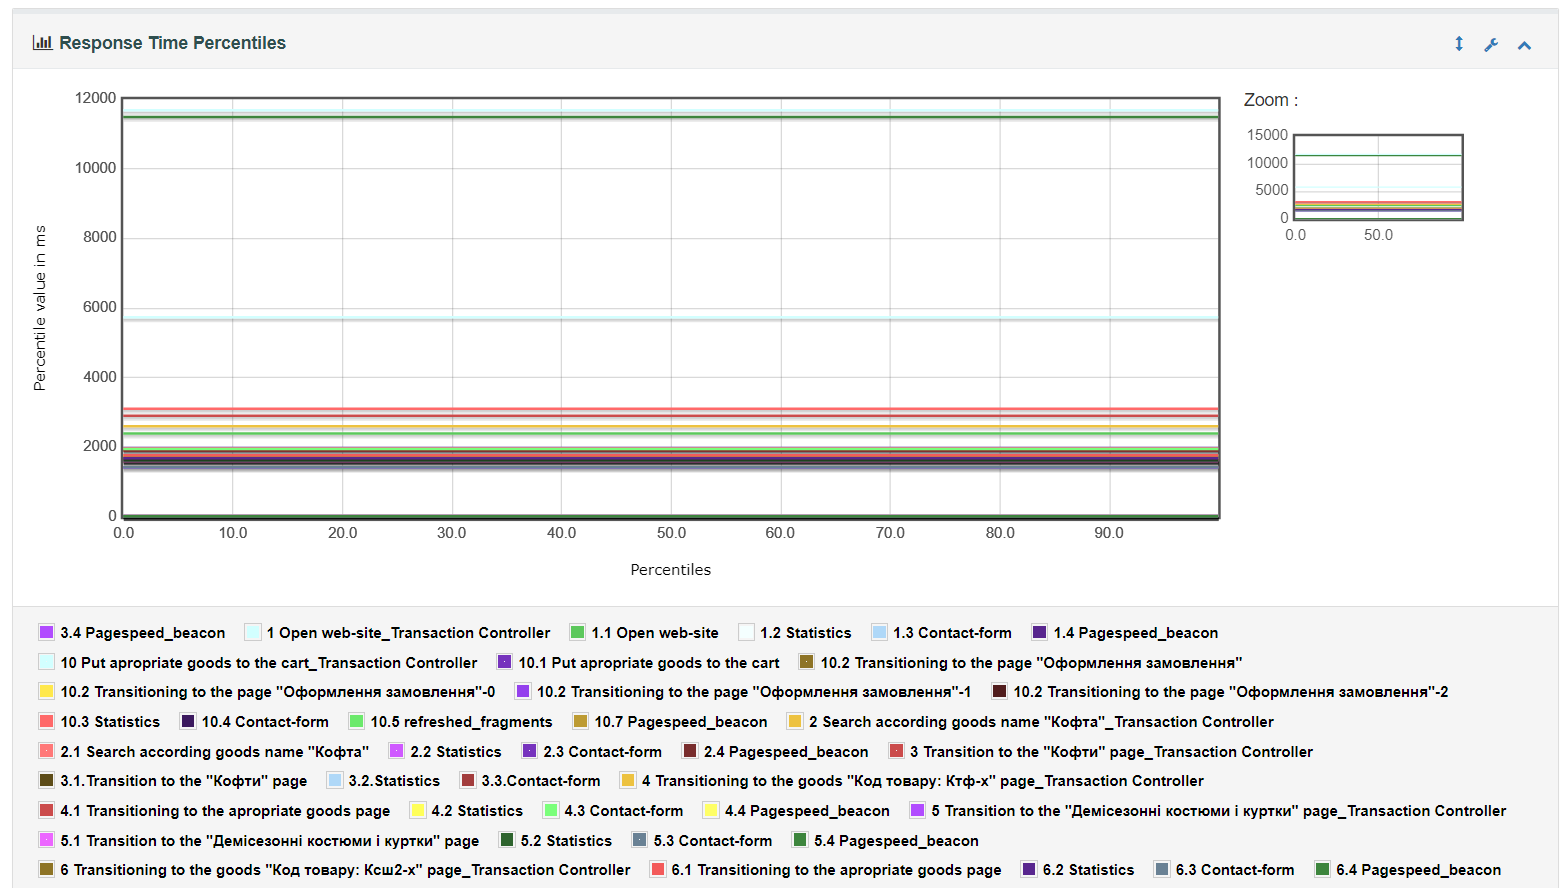 Response Time Percentiles
Zoom :
12000
10000
8000
6000
4000
2000
0
Percentile value in ms
0.0 10.0 20.0 30.0 40.0 50.0 60.0 70.0 80.0 90.0
Percentiles
15000
10000
5000
0
0.0 50.0
3.4 Pagespeed_beacon 1 Open web-site_Transaction Controller 1.1 Open web-site 1.2 Statistics 1.3 Contact-form 1.4 Pagespeed_beacon
10 Put apropriate goods to the cart_Transaction Controller 10.1 Put apropriate goods to the cart 10.2 Transitioning to the page "Оформлення замовлення"
10.2 Transitioning to the page "Оформлення замовлення"-0 10.2 Transitioning to the page "Оформлення замовлення"-1 10.2 Transitioning to the page "Оформлення замовлення"-2
10.3 Statistics 10.4 Contact-form 10.5 refreshed_fragments 10.7 Pagespeed_beacon 2 Search according goods name "Кофта"_Transaction Controller
2.1 Search according goods name "Кофта" 2.2 Statistics 2.3 Contact-form 2.4 Pagespeed_beacon 3 Transition to the "Кофти" page_Transaction Controller
3.1.Transition to the "Кофти" page 3.2.Statistics 3.3.Contact-form 4 Transitioning to the goods "Код товару: Ктф-х" page_Transaction Controller
4.1 Transitioning to the apropriate goods page 4.2 Statistics 4.3 Contact-form 4.4 Pagespeed_beacon 5 Transition to the "Демісезонні костюми і куртки" page_Transaction Controller
5.1 Transition to the "Демісезонні костюми і куртки" page 5.2 Statistics 5.3 Contact-form 5.4 Pagespeed_beacon
6 Transitioning to the goods "Код товару: Ксш2-х" page_Transaction Controller 6.1 Transitioning to the apropriate goods page 6.2 Statistics 6.3 Contact-form 6.4 Pagespeed_beacon